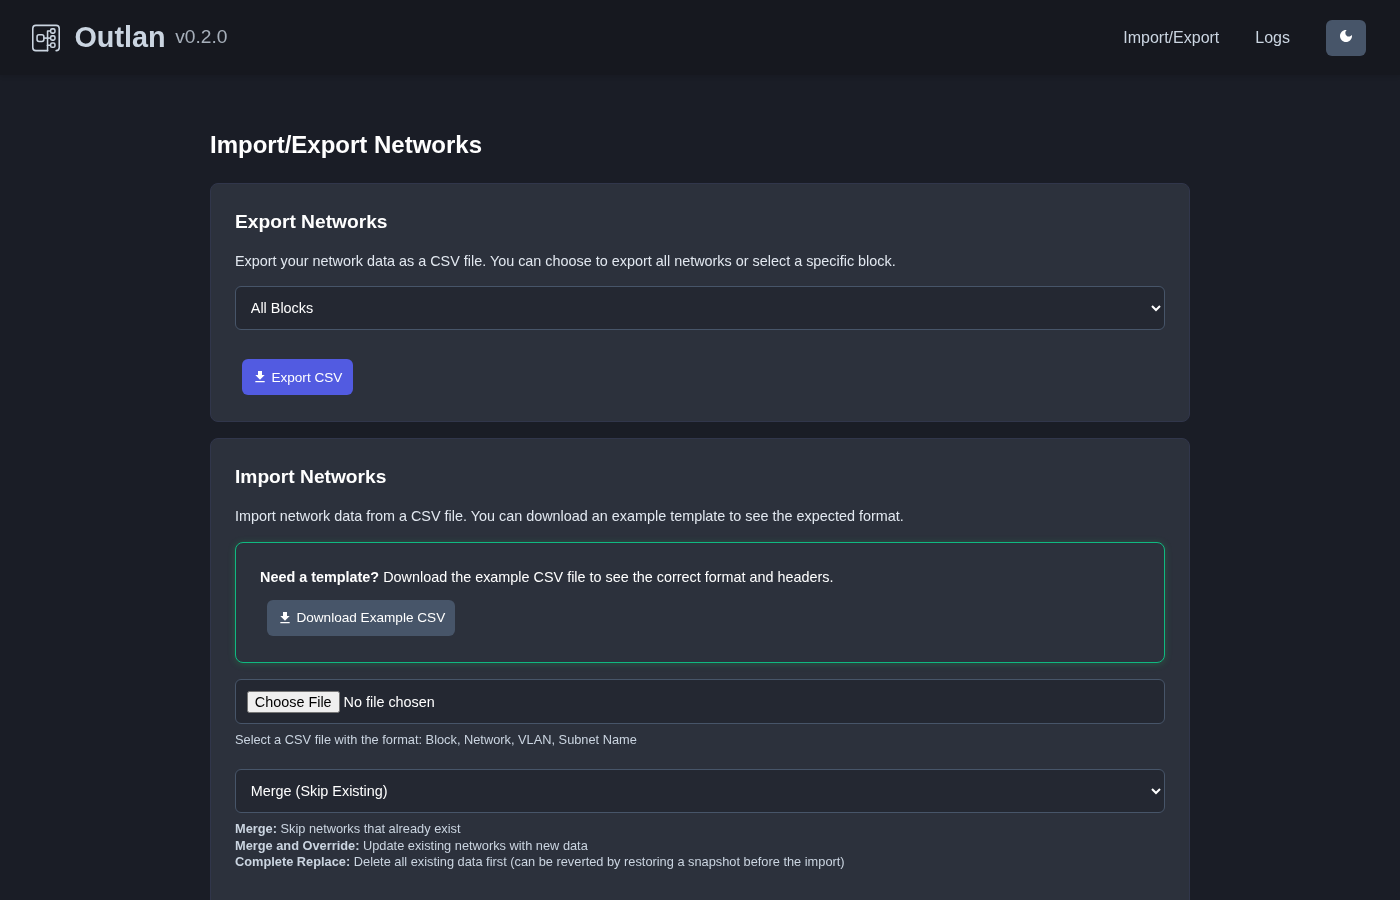 Outlan v0.2.0
Import/Export
Logs
Import/Export Networks
Export Networks
Export your network data as a CSV file. You can choose to export all networks or select a specific block.
All Blocks
Export CSV
Import Networks
Import network data from a CSV file. You can download an example template to see the expected format.
Need a template? Download the example CSV file to see the correct format and headers.
Download Example CSV
Choose File No file chosen
Select a CSV file with the format: Block, Network, VLAN, Subnet Name
Merge (Skip Existing)
Merge: Skip networks that already exist
Merge and Override: Update existing networks with new data
Complete Replace: Delete all existing data first (can be reverted by restoring a snapshot before the import)